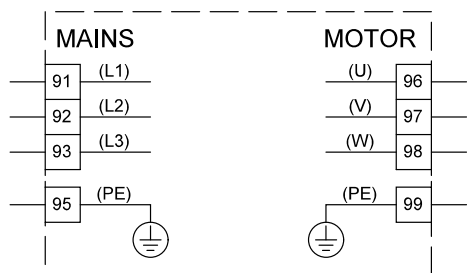 MAINS MOTOR
91 (L1) (U) 96
92 (L2) (V) 97
93 (L3) (W) 98
95 (PE) (PE) 99